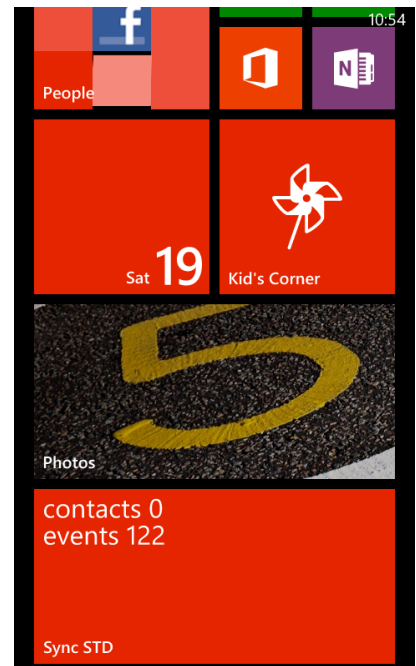 10:54
f
People
N
Sat 19
Kid's Corner
5
Photos
contacts 0
events 122
Sync STD